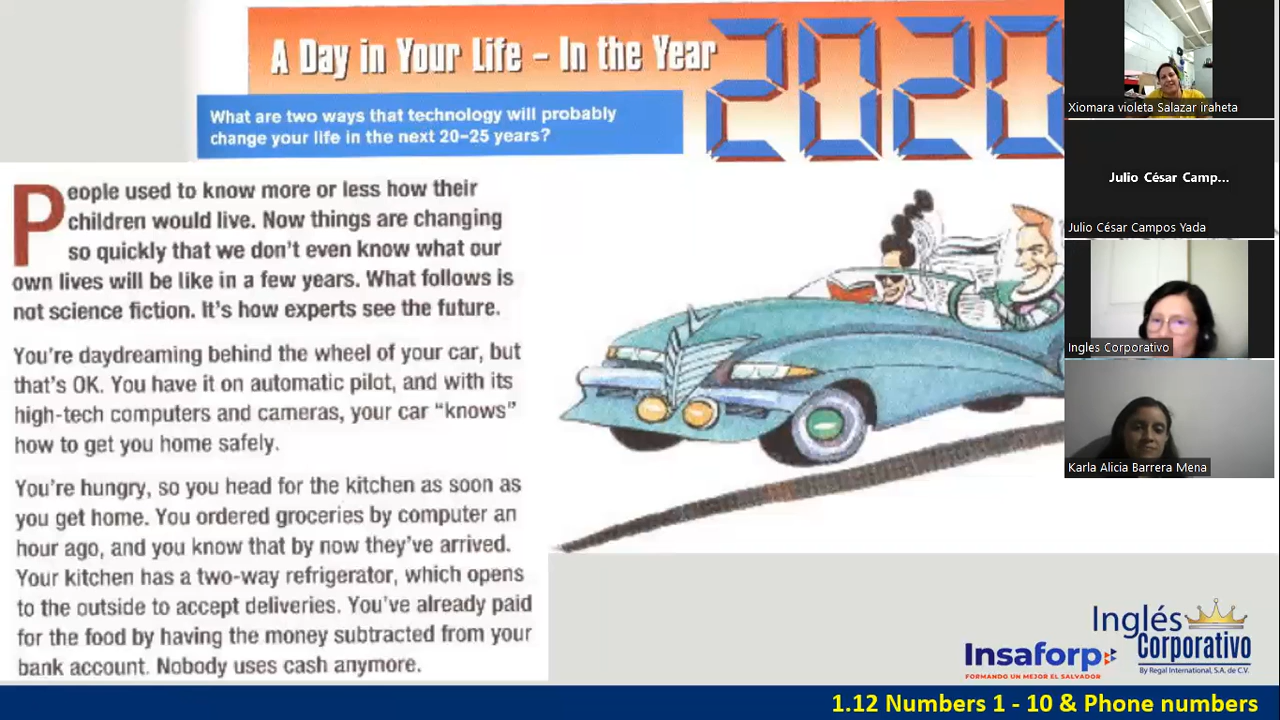 A Day in Your Life – In the Year 2020
What are two ways that technology will probably
change your life in the next 20–25 years?
People used to know more or less how their
children would live. Now things are changing
so quickly that we don't even know what our
own lives will be like in a few years. What follows is
not science fiction. It's how experts see the future.
You're daydreaming behind the wheel of your car, but
that's OK. You have it on automatic pilot, and with its
high-tech computers and cameras, your car “knows”
how to get you home safely.
You're hungry, so you head for the kitchen as soon as
you get home. You ordered groceries by computer an
hour ago, and you know that by now they've arrived.
Your kitchen has a two-way refrigerator, which opens
to the outside to accept deliveries. You've already paid
for the food by having the money subtracted from your
bank account. Nobody uses cash anymore.
Xiomara violeta Salazar iraheta
Julio César Camp...
Julio César Campos Yada
Ingles Corporativo
Karla Alicia Barrera Mena
Insaforp
FORMANDO UN MEJOR EL SALVADOR
Inglés
Corporativo
By Regal International, S.A. de C.V.
1.12 Numbers 1 - 10 & Phone numbers